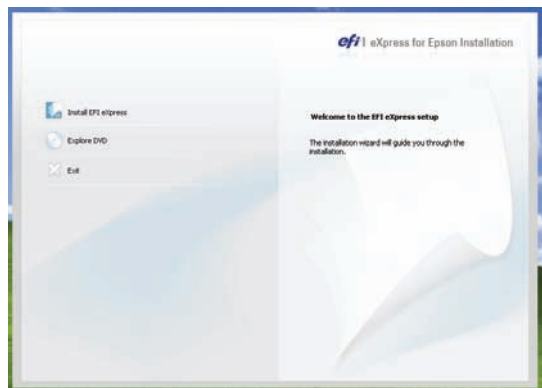 efi | eXpress for Epson Installation
Install EFI eXpress
Explore DVD
Exit
Welcome to the EFI eXpress setup
The installation wizard will guide you through the
installation.